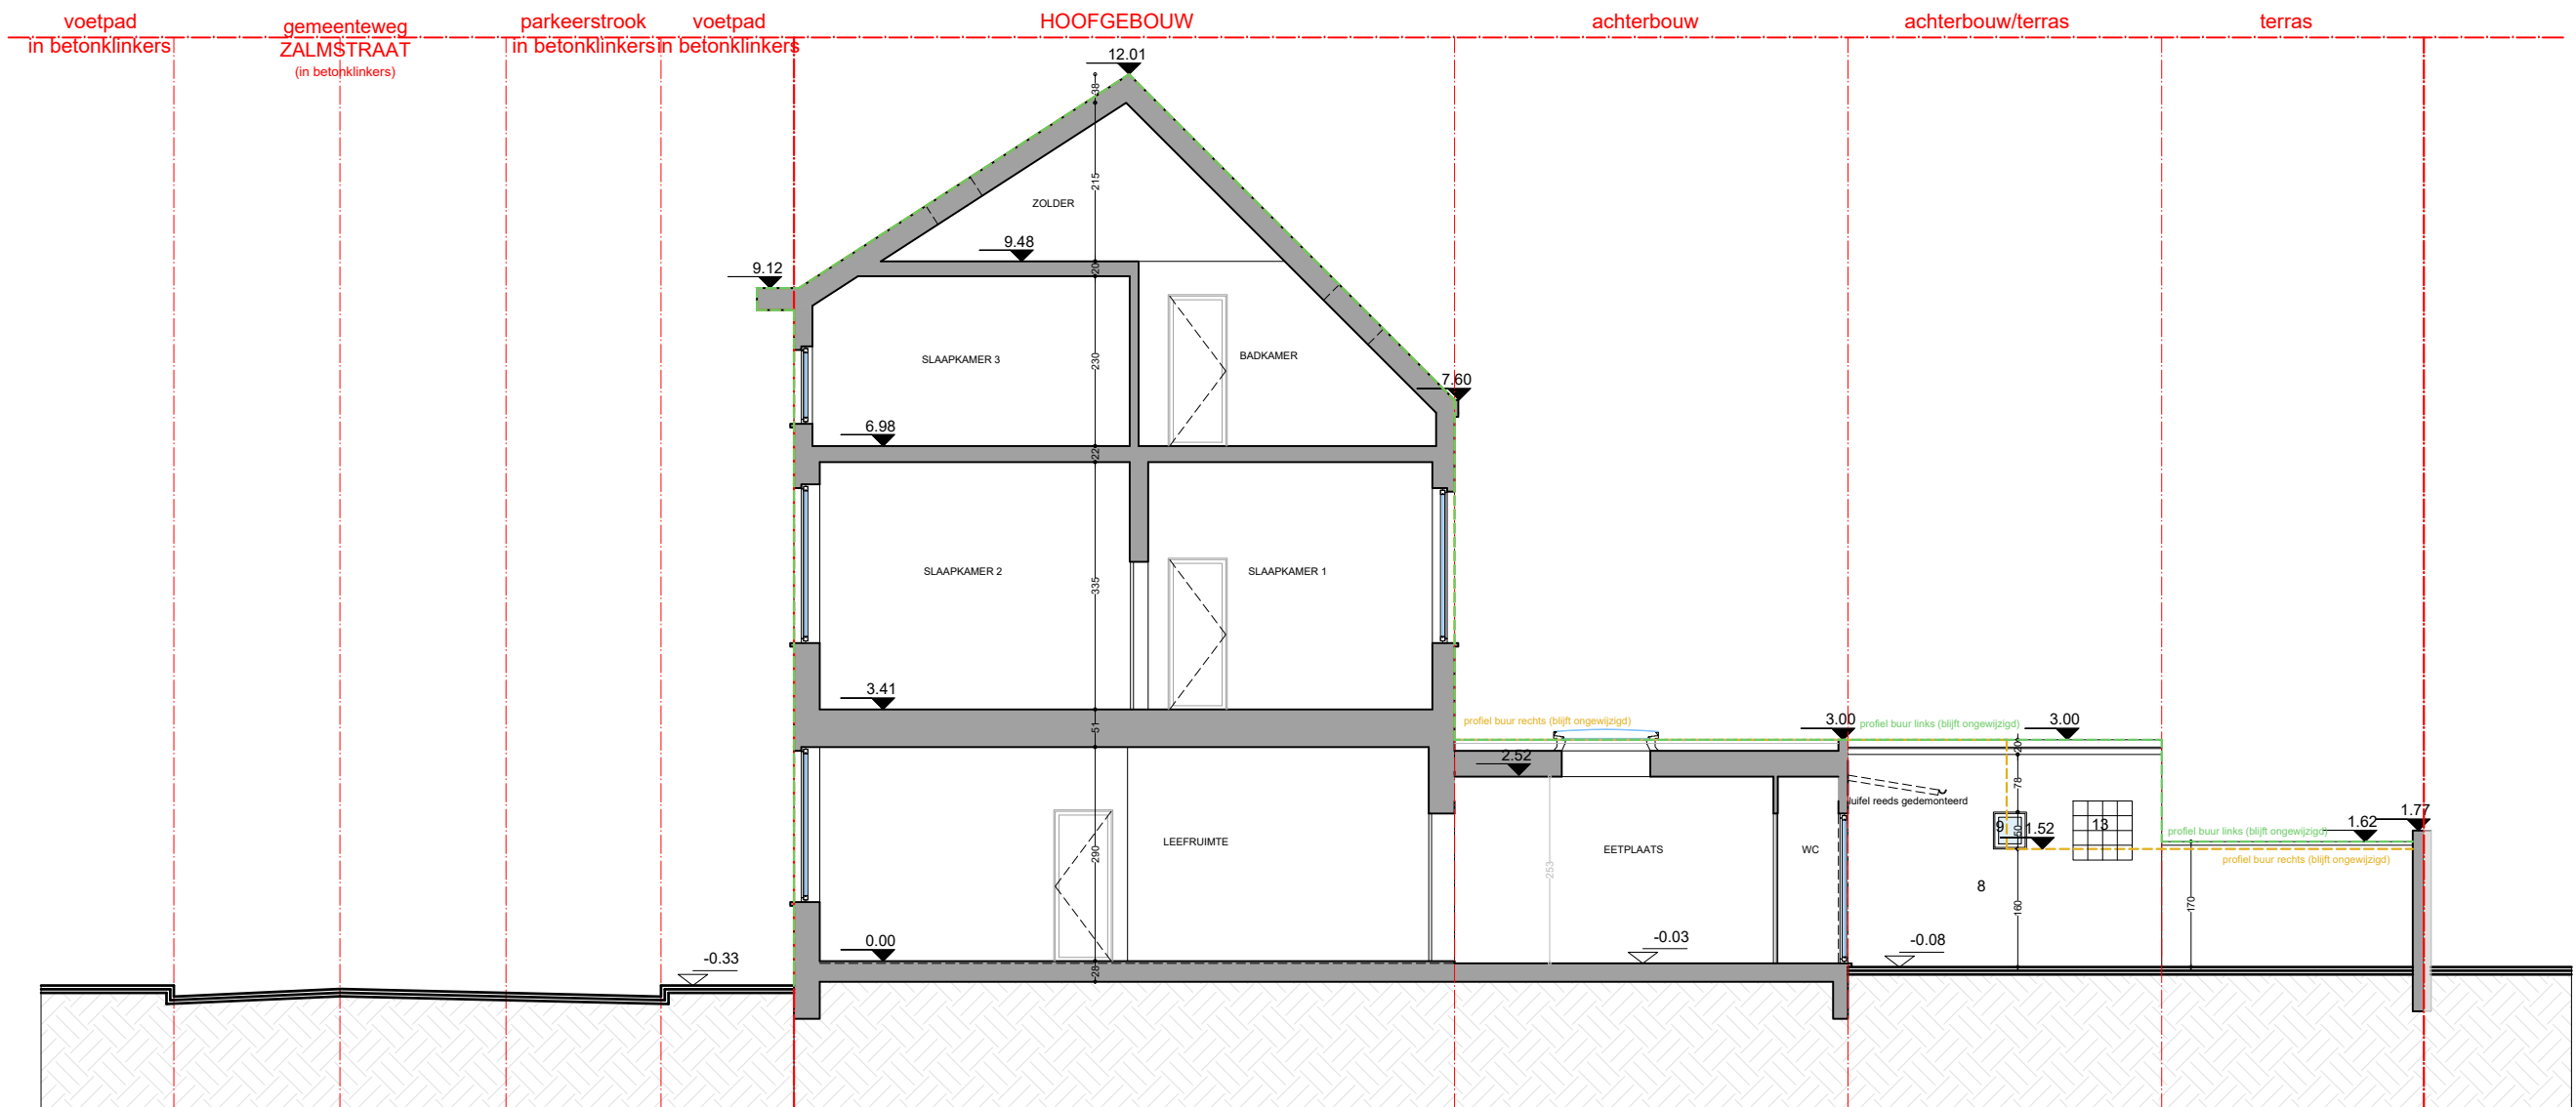 voetpad
in betonklinkers
gemeenteweg
ZALMSTRAAT
(in betonklinkers)
parkeerstrook
in betonklinkers
voetpad
in betonklinkers
HOOFGEBOUW
achterbouw
achterbouw/terras
terras
12.01
38
215
ZOLDER
9.48
20
9.12
SLAAPKAMER 3
230
BADKAMER
7.60
6.98
22
SLAAPKAMER 2
335
SLAAPKAMER 1
3.41
51
profiel buur rechts (blijft ongewijzigd)
3.00
profiel buur links (blijft ongewijzigd)
3.00
20
2.52
78
luifel reeds gedemonteerd
1.77
1.62
9
50
1.52
13
profiel buur links (blijft ongewijzigd)
profiel buur rechts (blijft ongewijzigd)
LEEFRUIMTE
290
EETPLAATS
253
WC
8
160
170
0.00
-0.03
-0.08
-0.33
28